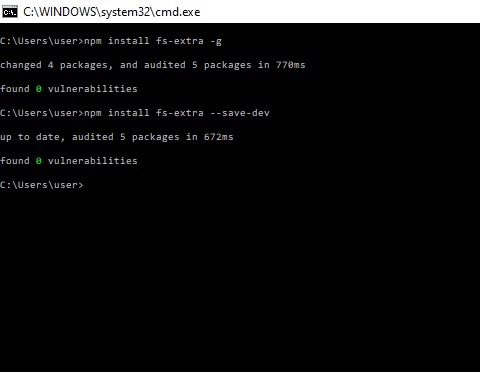 C:\WINDOWS\system32\cmd.exe
C:\Users\user>npm install fs-extra -g
changed 4 packages, and audited 5 packages in 770ms
found 0 vulnerabilities
C:\Users\user>npm install fs-extra --save-dev
up to date, audited 5 packages in 672ms
found 0 vulnerabilities
C:\Users\user>